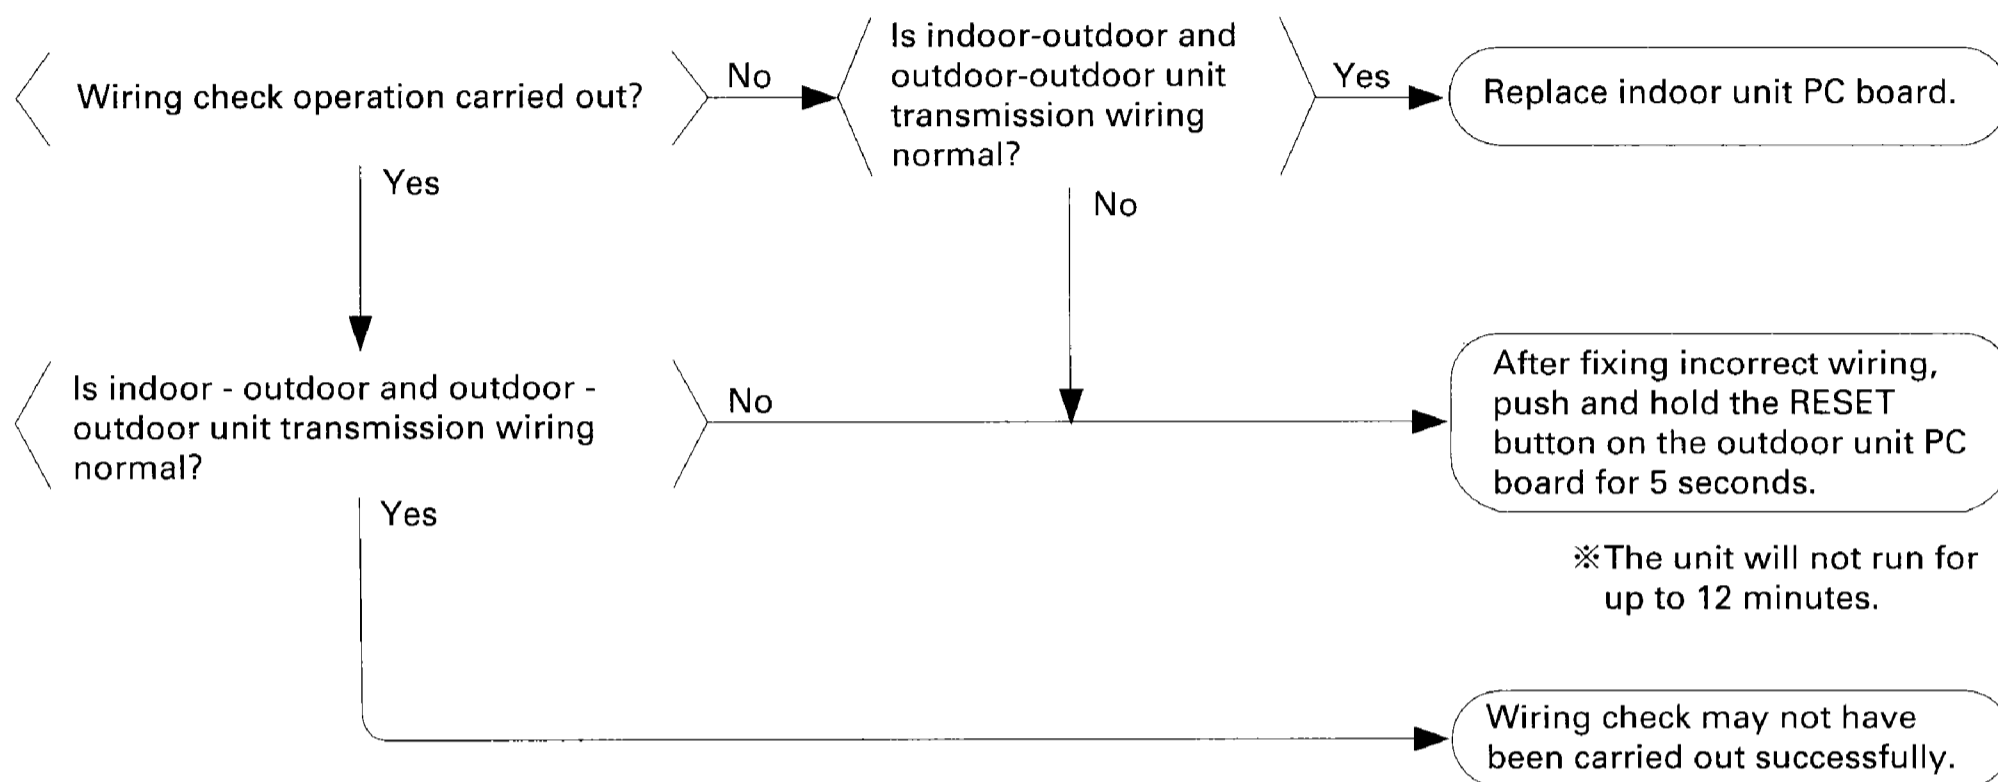 Wiring check operation carried out?
No
Is indoor-outdoor and
outdoor-outdoor unit
transmission wiring
normal?
Yes
Replace indoor unit PC board.
Yes
No
Is indoor - outdoor and outdoor -
outdoor unit transmission wiring
normal?
No
After fixing incorrect wiring,
push and hold the RESET
button on the outdoor unit PC
board for 5 seconds.
Yes
※The unit will not run for
up to 12 minutes.
Wiring check may not have
been carried out successfully.